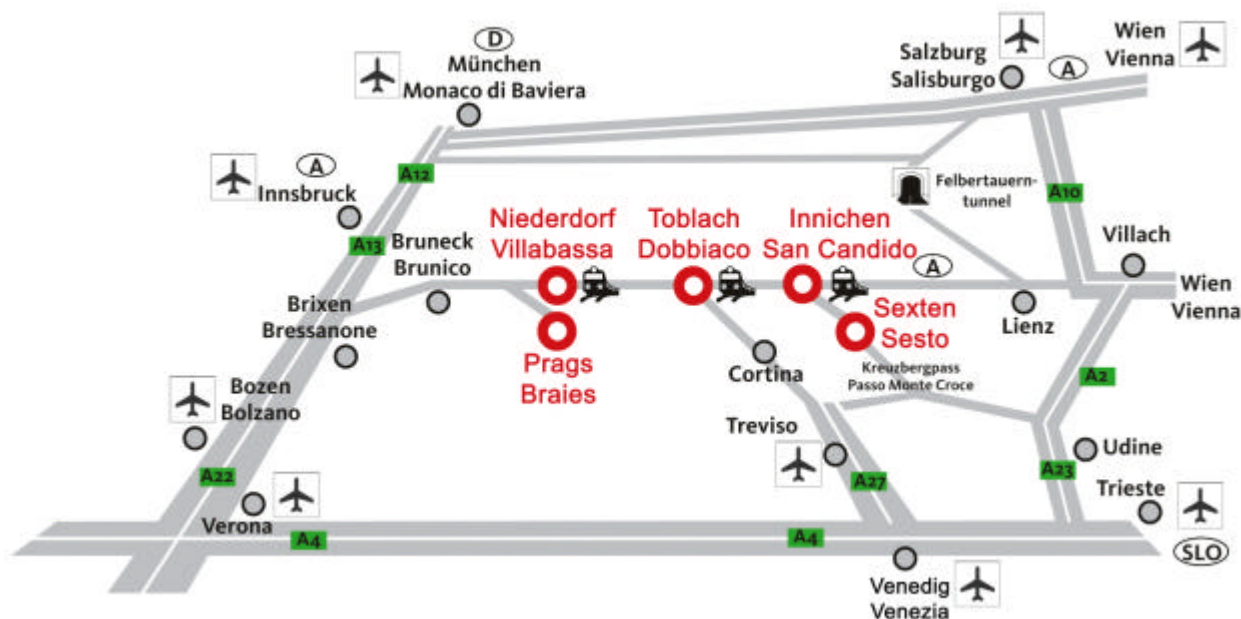 D
München
Monaco di Baviera
Salzburg
Salisburgo
A
Wien
Vienna
A
Innsbruck
A12
Felbertauern-
tunnel
A10
A13
Bruneck
Brunico
Niederdorf
Villabassa
Toblach
Dobbiaco
Innichen
San Candido
A
Villach
Wien
Vienna
Brixen
Bressanone
Prags
Braies
Cortina
Sexten
Sesto
Lienz
Kreuzbergpass
Passo Monte Croce
A2
Bozen
Bolzano
Treviso
Udine
A22
A27
A23
Trieste
Verona
A4
A4
SLO
Venedig
Venezia